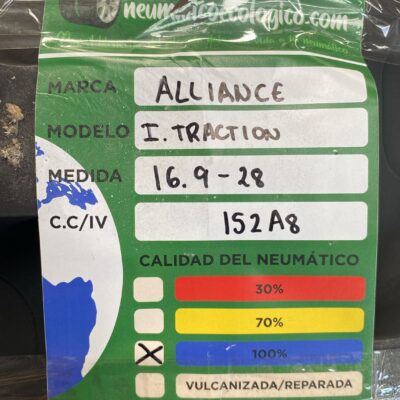 neumaticoecologico.com
MARCA ALLIANCE
MODELO I. TRACTION
MEDIDA 16.9-28
C.C/IV 152A8
CALIDAD DEL NEUMÁTICO
30%
70%
X 100%
VULCANIZADA/REPARADA